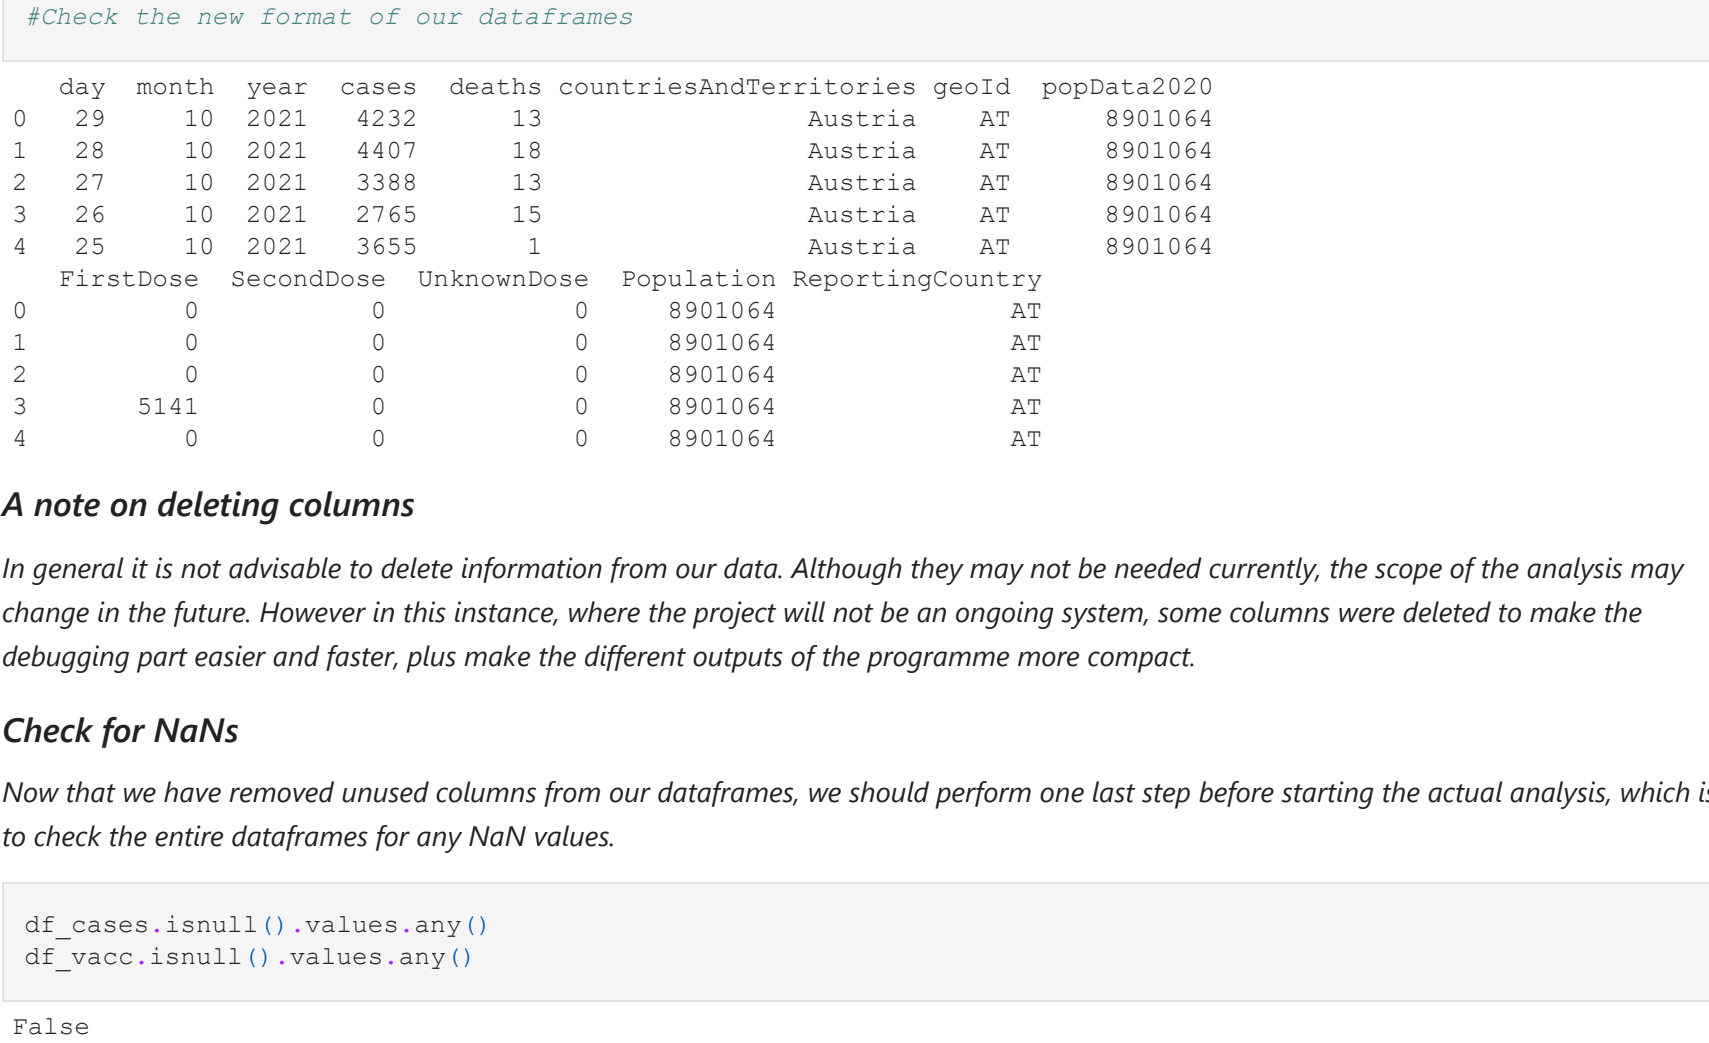 #Check the new format of our dataframes
day month year cases deaths countriesAndTerritories geoId popData2020
0 29 10 2021 4232 13 Austria AT 8901064
1 28 10 2021 4407 18 Austria AT 8901064
2 27 10 2021 3388 13 Austria AT 8901064
3 26 10 2021 2765 15 Austria AT 8901064
4 25 10 2021 3655 1 Austria AT 8901064
FirstDose SecondDose UnknownDose Population ReportingCountry
0 0 0 0 8901064 AT
1 0 0 0 8901064 AT
2 0 0 0 8901064 AT
3 5141 0 0 8901064 AT
4 0 0 0 8901064 AT
A note on deleting columns
In general it is not advisable to delete information from our data. Although they may not be needed currently, the scope of the analysis may
change in the future. However in this instance, where the project will not be an ongoing system, some columns were deleted to make the
debugging part easier and faster, plus make the different outputs of the programme more compact.
Check for NaNs
Now that we have removed unused columns from our dataframes, we should perform one last step before starting the actual analysis, which is
to check the entire dataframes for any NaN values.
df_cases.isnull().values.any()
df_vacc.isnull().values.any()
False